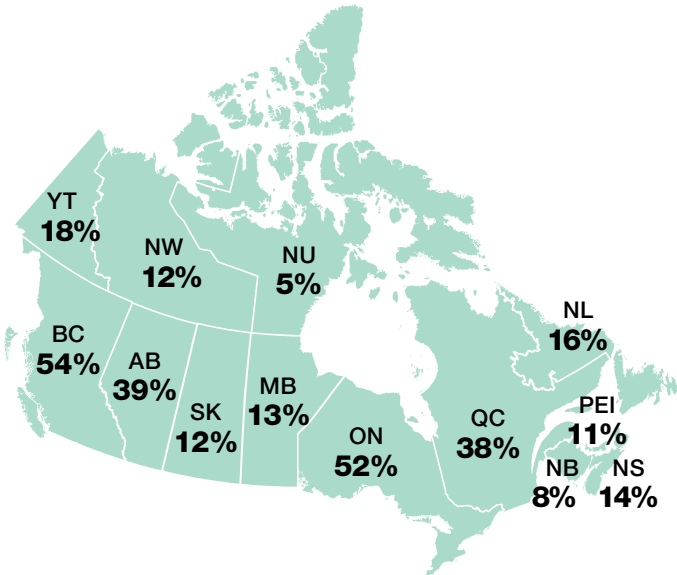 YT
18%
NW
12%
NU
5%
NL
16%
BC
54%
AB
39%
SK
12%
MB
13%
ON
52%
QC
38%
PEI
11%
NB
8%
NS
14%